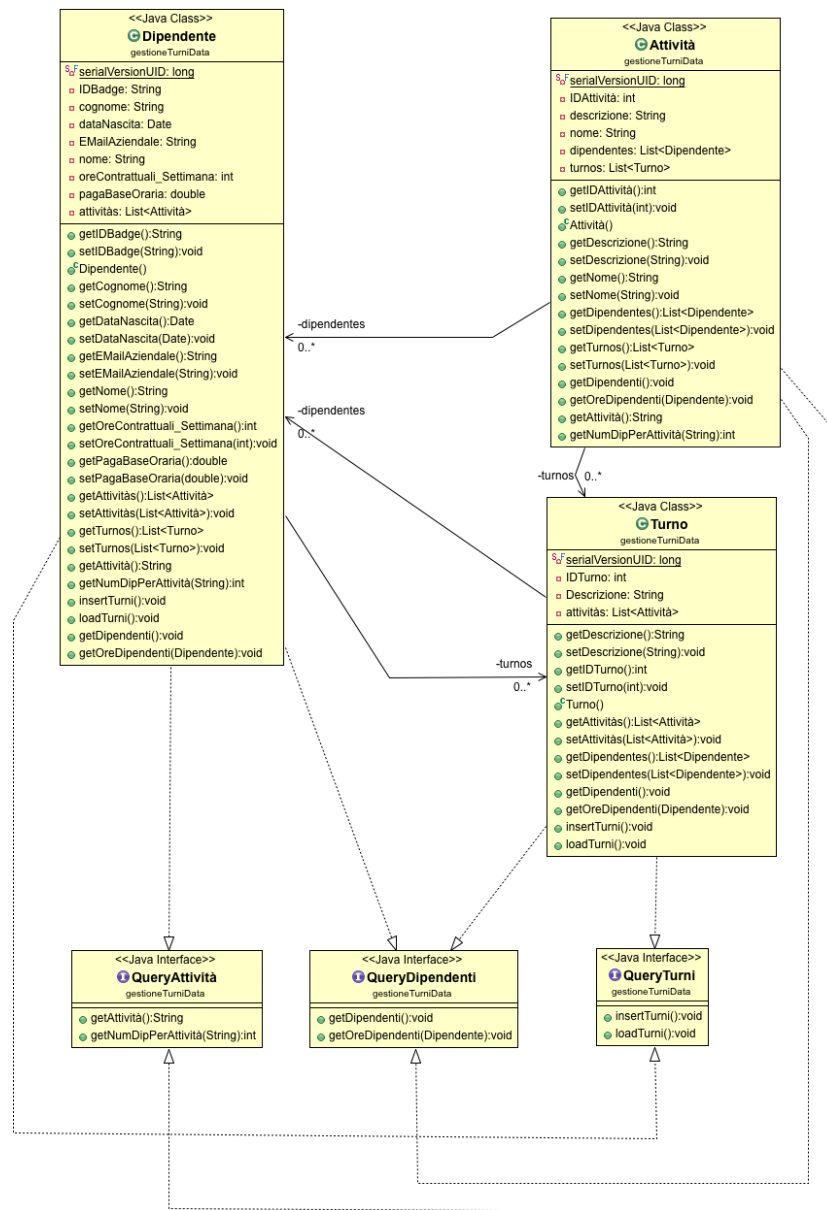 <<Java Class>>
Dipendente
gestioneTurniData
serialVersionUID: long
IDBadge: String
cognome: String
dataNascita: Date
EMailAziendale: String
nome: String
oreContrattuali_Settimana: int
pagaBaseOraria: double
attivitàs: List<Attività>
getIDBadge():String
setIDBadge(String):void
Dipendente()
getCognome():String
setCognome(String):void
getDataNascita():Date
setDataNascita(Date):void
getEMailAziendale():String
setEMailAziendale(String):void
getNome():String
setNome(String):void
getOreContrattuali_Settimana():int
setOreContrattuali_Settimana(int):void
getPagaBaseOraria():double
setPagaBaseOraria(double):void
getAttivitàs():List<Attività>
setAttivitàs(List<Attività>):void
getTurnos():List<Turno>
setTurnos(List<Turno>):void
getAttività():String
getNumDipPerAttività(String):int
insertTurni():void
loadTurni():void
getDipendenti():void
getOreDipendenti(Dipendente):void
<<Java Class>>
Attività
gestioneTurniData
serialVersionUID: long
IDAttività: int
descrizione: String
nome: String
dipendentes: List<Dipendente>
turnos: List<Turno>
getIDAttività():int
setIDAttività(int):void
Attività()
getDescrizione():String
setDescrizione(String):void
getNome():String
setNome(String):void
getDipendentes():List<Dipendente>
setDipendentes(List<Dipendente>):void
getTurnos():List<Turno>
setTurnos(List<Turno>):void
getDipendenti():void
getOreDipendenti(Dipendente):void
getAttività():String
getNumDipPerAttività(String):int
-dipendentes
0..*
-dipendentes
0..*
-turnos 0..*
-turnos
0..*
<<Java Class>>
Turno
gestioneTurniData
serialVersionUID: long
IDTurno: int
Descrizione: String
attivitàs: List<Attività>
getDescrizione():String
setDescrizione(String):void
getIDTurno():int
setIDTurno(int):void
Turno()
getAttivitàs():List<Attività>
setAttivitàs(List<Attività>):void
getDipendentes():List<Dipendente>
setDipendentes(List<Dipendente>):void
getDipendenti():void
getOreDipendenti(Dipendente):void
insertTurni():void
loadTurni():void
<<Java Interface>>
QueryAttività
gestioneTurniData
getAttività():String
getNumDipPerAttività(String):int
<<Java Interface>>
QueryDipendenti
gestioneTurniData
getDipendenti():void
getOreDipendenti(Dipendente):void
<<Java Interface>>
QueryTurni
gestioneTurniData
insertTurni():void
loadTurni():void